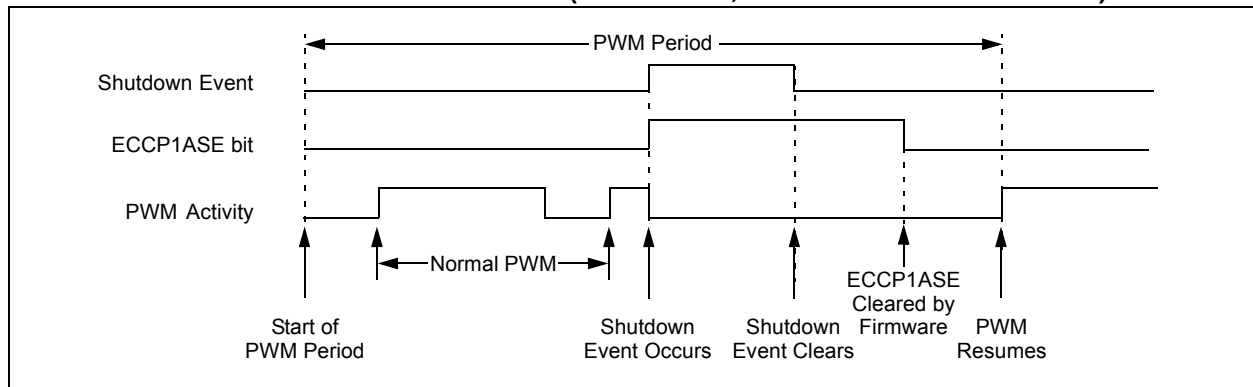 PWM Period
Shutdown Event
ECCP1ASE bit
PWM Activity
Normal PWM
Start of
PWM Period
Shutdown
Event Occurs
Shutdown
Event Clears
ECCP1ASE
Cleared by
Firmware
PWM
Resumes